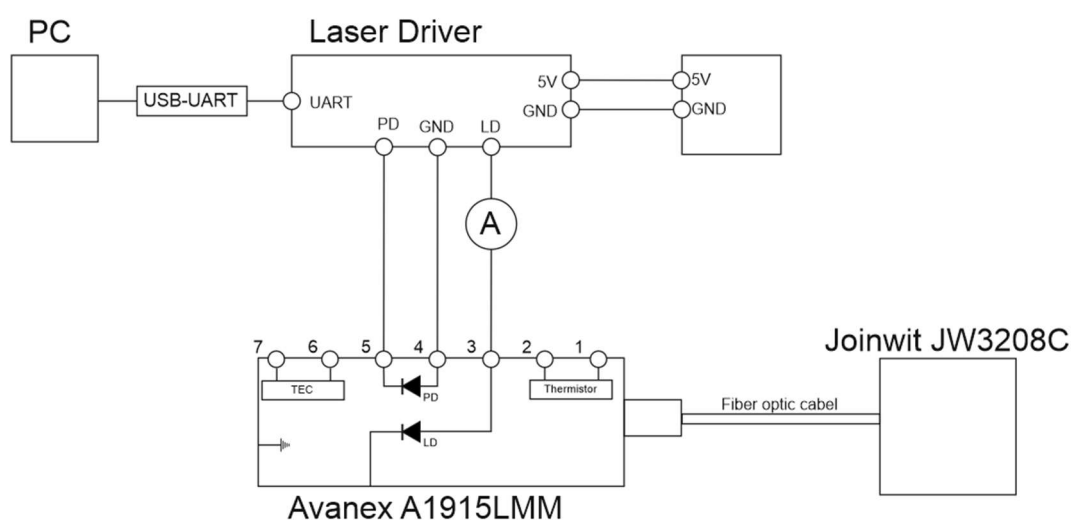 PC
Laser Driver
USB-UART
UART
5V
GND
5V
GND
PD
GND
LD
A
7
6
5
4
3
2
1
TEC
PD
LD
Thermistor
Joinwit JW3208C
Fiber optic cabel
Avanex A1915LMM